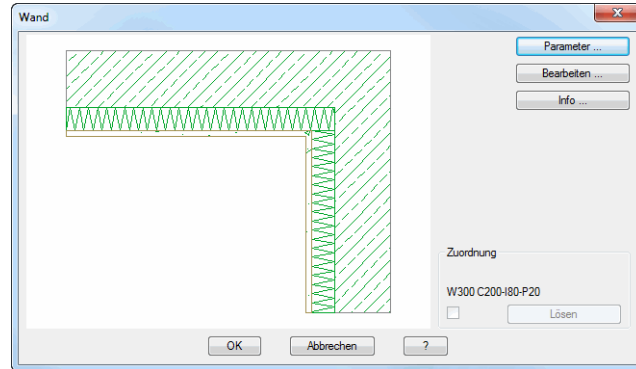 Wand
Parameter ...
Bearbeiten ...
Info ...
Zuordnung
W300 C200-I80-P20
Lösen
OK
Abbrechen
?